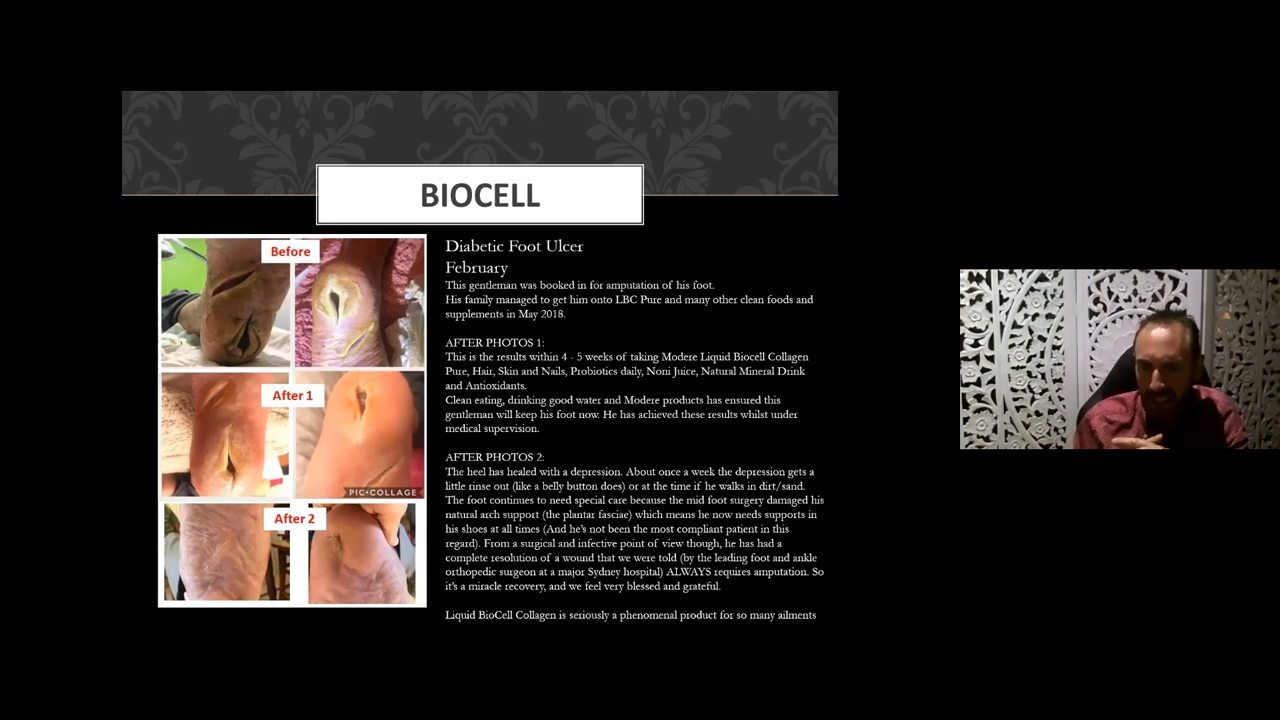 BIOCELL
Before
After 1
PIC•COLLAGE
After 2
Diabetic Foot Ulcer
February
This gentleman was booked in for amputation of his foot.
His family managed to get him onto LBC Pure and many other clean foods and
supplements in May 2018.
AFTER PHOTOS 1:
This is the results within 4 - 5 weeks of taking Modere Liquid Biocell Collagen
Pure, Hair, Skin and Nails, Probiotics daily, Noni Juice, Natural Mineral Drink
and Antioxidants.
Clean eating, drinking good water and Modere products has ensured this
gentleman will keep his foot now. He has achieved these results whilst under
medical supervision.
AFTER PHOTOS 2:
The heel has healed with a depression. About once a week the depression gets a
little rinse out (like a belly button does) or at the time if he walks in dirt/sand.
The foot continues to need special care because the mid foot surgery damaged his
natural arch support (the plantar fasciae) which means he now needs supports in
his shoes at all times (And he's not been the most compliant patient in this
regard). From a surgical and infective point of view though, he has had a
complete resolution of a wound that we were told (by the leading foot and ankle
orthopedic surgeon at a major Sydney hospital) ALWAYS requires amputation. So
it's a miracle recovery, and we feel very blessed and grateful.
Liquid BioCell Collagen is seriously a phenomenal product for so many ailments